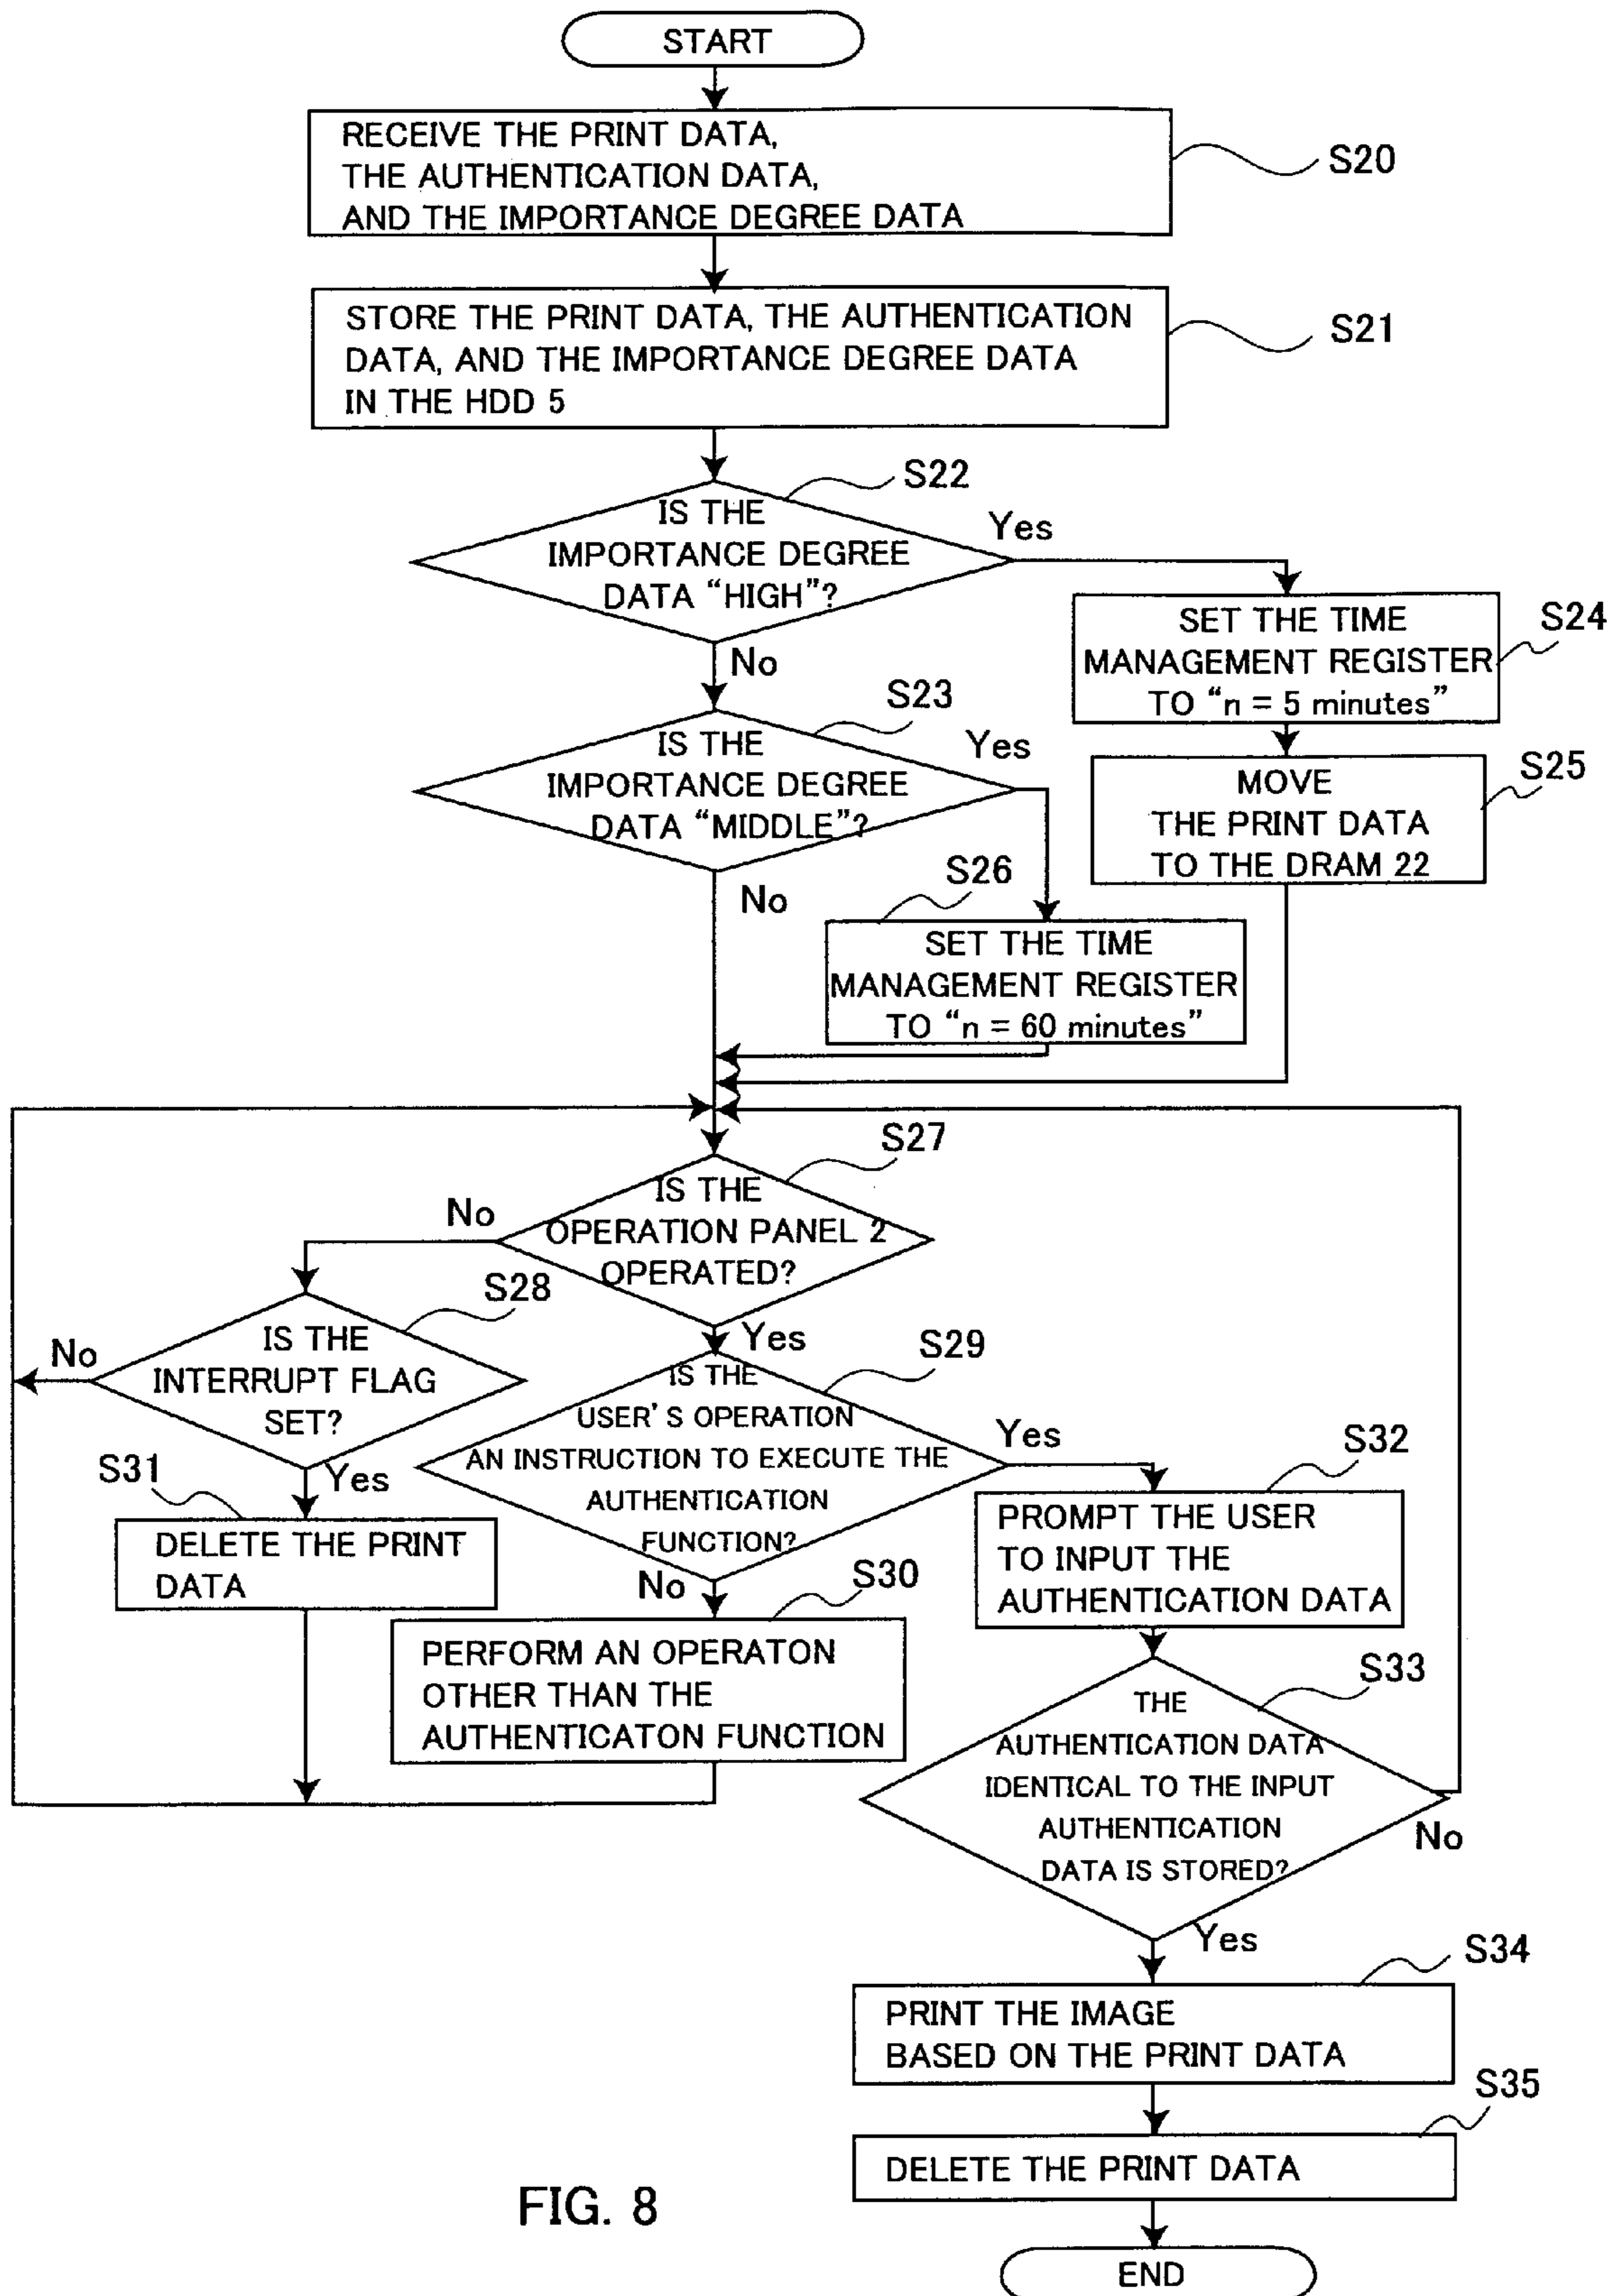 START
RECEIVE THE PRINT DATA,
THE AUTHENTICATION DATA,
AND THE IMPORTANCE DEGREE DATA
S20
STORE THE PRINT DATA, THE AUTHENTICATION
DATA, AND THE IMPORTANCE DEGREE DATA
IN THE HDD 5
S21
S22
IS THE
IMPORTANCE DEGREE
DATA “HIGH”?
Yes
No
SET THE TIME
MANAGEMENT REGISTER
TO “n = 5 minutes”
S24
S23
IS THE
IMPORTANCE DEGREE
DATA “MIDDLE”?
Yes
No
MOVE
THE PRINT DATA
TO THE DRAM 22
S25
S26
SET THE TIME
MANAGEMENT REGISTER
TO “n = 60 minutes”
S27
IS THE
OPERATION PANEL 2
OPERATED?
No
Yes
S28
IS THE
INTERRUPT FLAG
SET?
No
Yes
S29
IS THE
USER'S OPERATION
AN INSTRUCTION TO EXECUTE THE
AUTHENTICATION
FUNCTION?
Yes
No
S31
DELETE THE PRINT
DATA
S30
PERFORM AN OPERATON
OTHER THAN THE
AUTHENTICATON FUNCTION
S32
PROMPT THE USER
TO INPUT THE
AUTHENTICATION DATA
S33
THE
AUTHENTICATION DATA
IDENTICAL TO THE INPUT
AUTHENTICATION
DATA IS STORED?
No
Yes
S34
PRINT THE IMAGE
BASED ON THE PRINT DATA
S35
DELETE THE PRINT DATA
END
FIG. 8